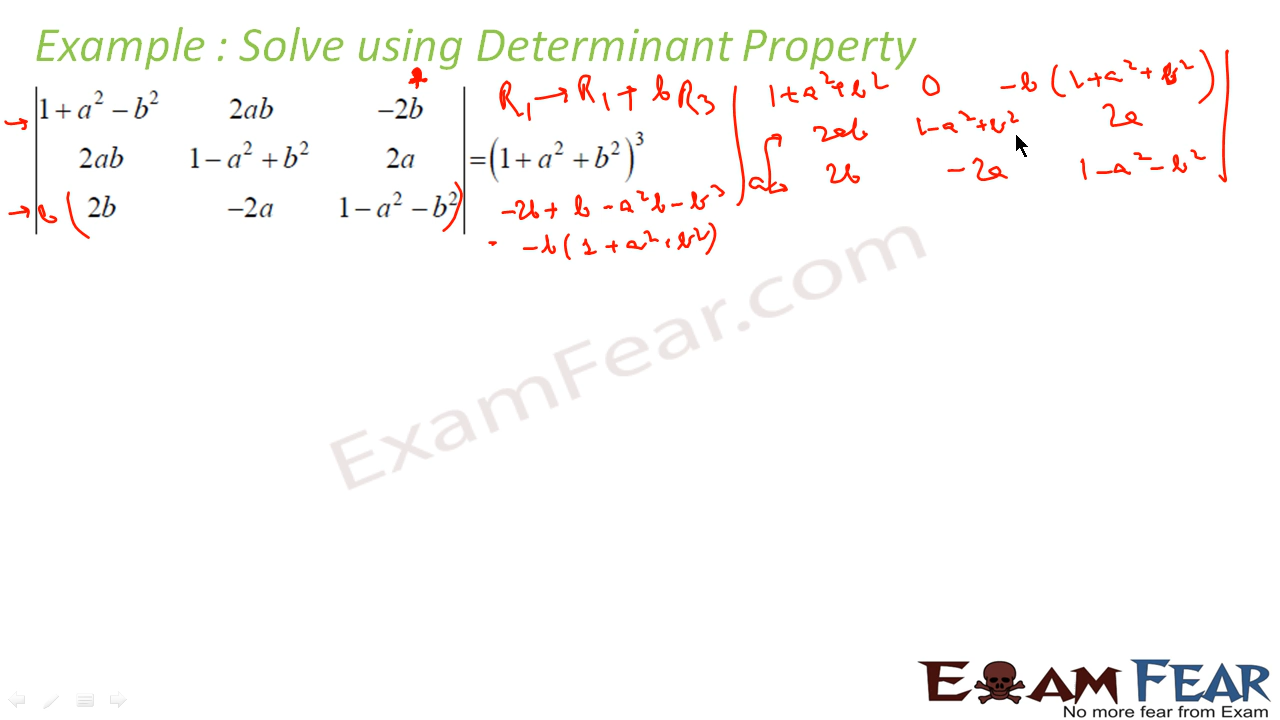 Example : Solve using Determinant Property
1 + a² − b² 2ab −2b
2ab 1 − a² + b² 2a
2b −2a 1 − a² − b²
= (1 + a² + b²)³
→
→ b ( )
R₁ → R₁ + b R₃
−2b + b − a²b − b³
= −b (1 + a² + b²)
1 + a² + b² 0 −b (1 + a² + b²)
2ab 1 − a² + b² 2a
a 2b −2a 1 − a² − b²
ExamFear.com
EXAM FEAR
No more fear from Exam